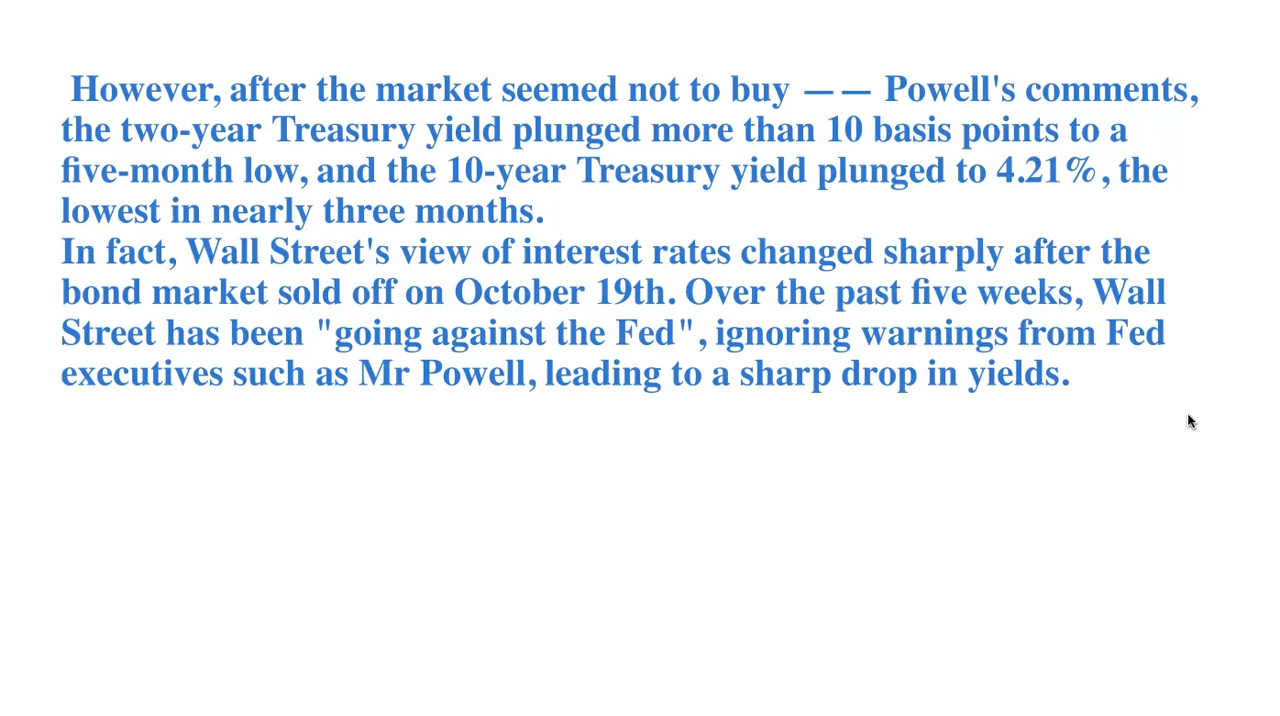 However, after the market seemed not to buy —— Powell's comments,
the two-year Treasury yield plunged more than 10 basis points to a
five-month low, and the 10-year Treasury yield plunged to 4.21%, the
lowest in nearly three months.
In fact, Wall Street's view of interest rates changed sharply after the
bond market sold off on October 19th. Over the past five weeks, Wall
Street has been "going against the Fed", ignoring warnings from Fed
executives such as Mr Powell, leading to a sharp drop in yields.